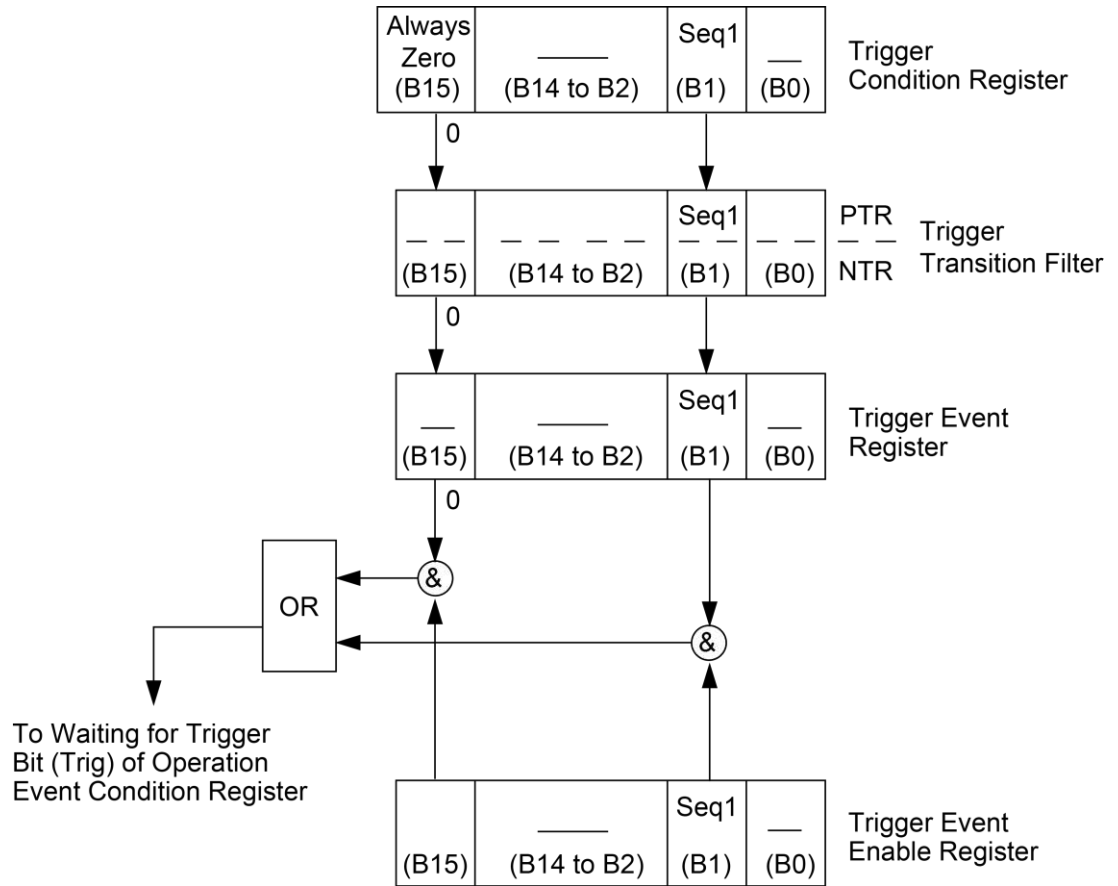 Always
Zero
(B15)
(B14 to B2)
Seq1
(B1)
(B0)
Trigger
Condition Register
0
Seq1
(B15)
(B14 to B2)
(B1)
(B0)
PTR
NTR
Trigger
Transition Filter
0
Seq1
(B15)
(B14 to B2)
(B1)
(B0)
Trigger Event
Register
0
&
OR
&
To Waiting for Trigger
Bit (Trig) of Operation
Event Condition Register
Seq1
(B15)
(B14 to B2)
(B1)
(B0)
Trigger Event
Enable Register